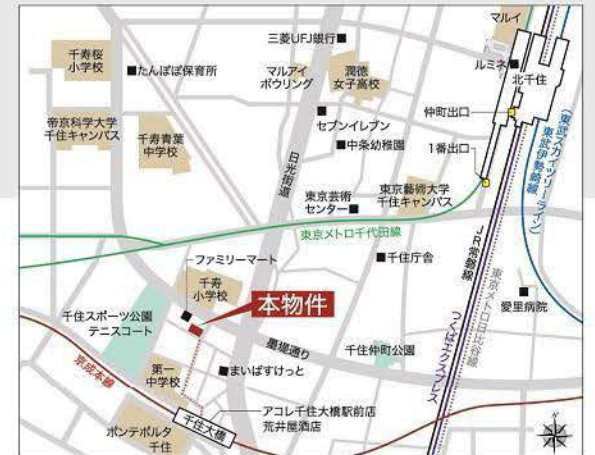 マルイ
三菱UFJ銀行
ルミネ
北千住
千寿桜
小学校
たんぽぽ保育所
マルアイ
ボウリング
潤徳
女子高校
仲町出口
帝京科学大学
千住キャンパス
千寿青葉
中学校
セブンイレブン
中条幼稚園
1番出口
(東武スカイツリーライン)
東武伊勢崎線
日光街道
東京芸術
センター
東京藝術大学
千住キャンパス
東京メトロ千代田線
JR常磐線
ファミリーマート
千住庁舎
千寿
小学校
本物件
東京メトロ日比谷線
愛里病院
千住スポーツ公園
テニスコート
墨堤通り
千住仲町公園
つくばエクスプレス
京成本線
第一
中学校
まいばすけっと
千住大橋
アコレ千住大橋駅前店
荒井屋酒店
ポンテポルタ
千住